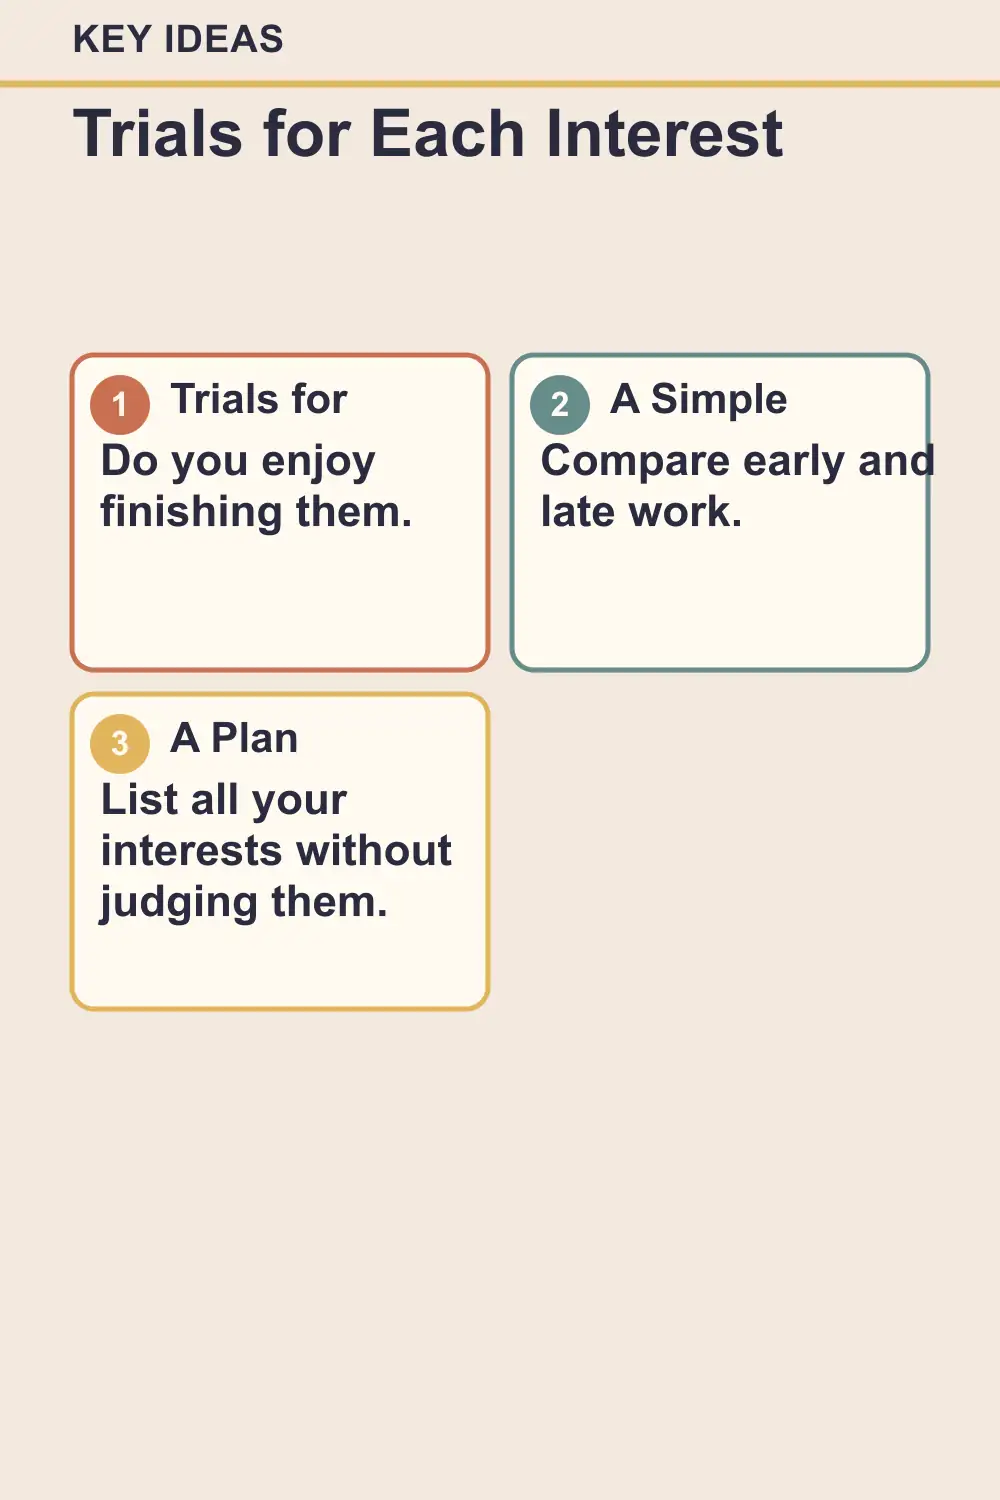 KEY IDEAS
Trials for Each Interest
1 Trials for
Do you enjoy
finishing them.
2 A Simple
Compare early and
late work.
3 A Plan
List all your
interests without
judging them.